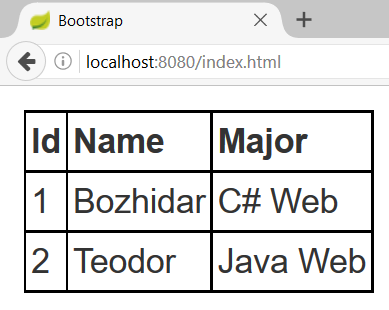 Bootstrap
localhost:8080/index.html
Id Name Major
1 Bozhidar C# Web
2 Teodor Java Web